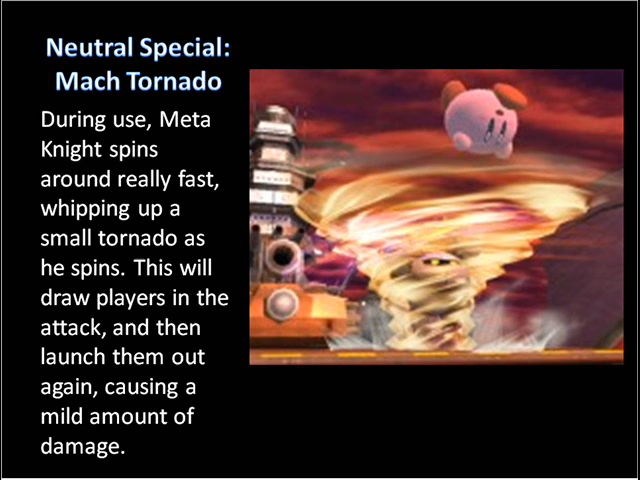 Neutral Special:
Mach Tornado
During use, Meta
Knight spins
around really fast,
whipping up a
small tornado as
he spins. This will
draw players in the
attack, and then
launch them out
again, causing a
mild amount of
damage.